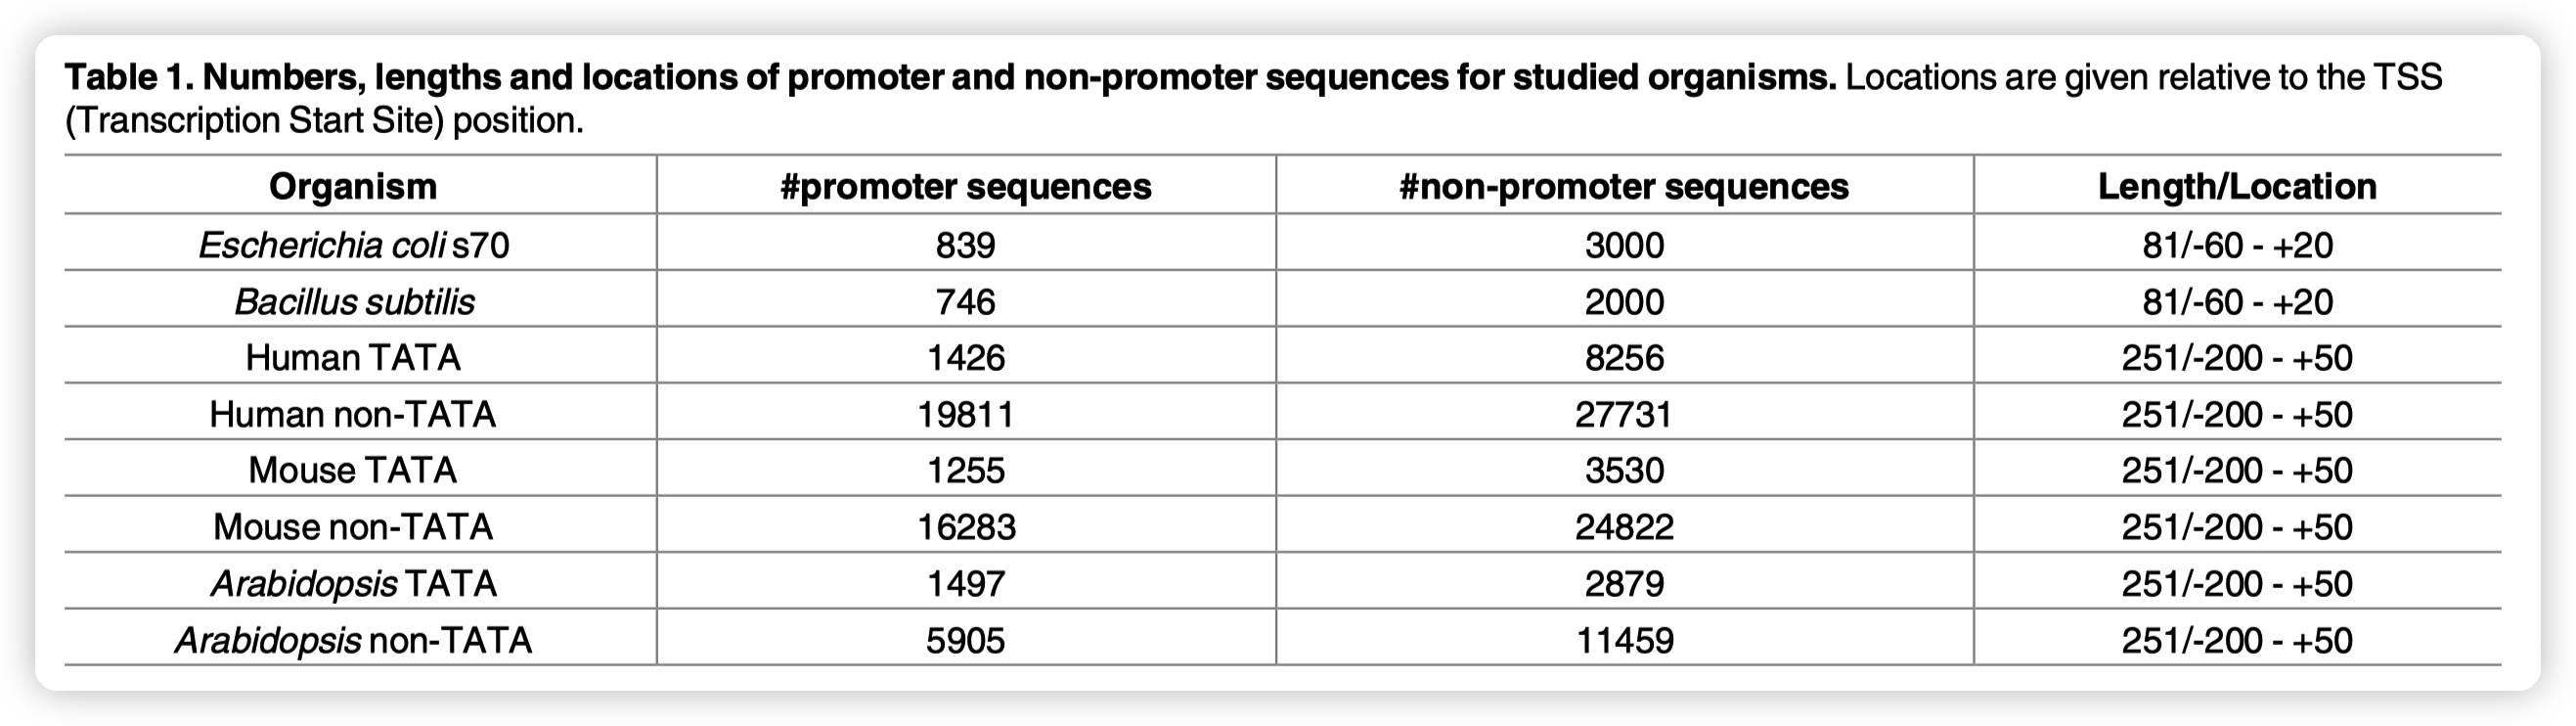 Table 1. Numbers, lengths and locations of promoter and non-promoter sequences for studied organisms. Locations are given relative to the TSS
(Transcription Start Site) position.
Organism #promoter sequences #non-promoter sequences Length/Location
Escherichia coli s70 839 3000 81/-60 - +20
Bacillus subtilis 746 2000 81/-60 - +20
Human TATA 1426 8256 251/-200 - +50
Human non-TATA 19811 27731 251/-200 - +50
Mouse TATA 1255 3530 251/-200 - +50
Mouse non-TATA 16283 24822 251/-200 - +50
Arabidopsis TATA 1497 2879 251/-200 - +50
Arabidopsis non-TATA 5905 11459 251/-200 - +50